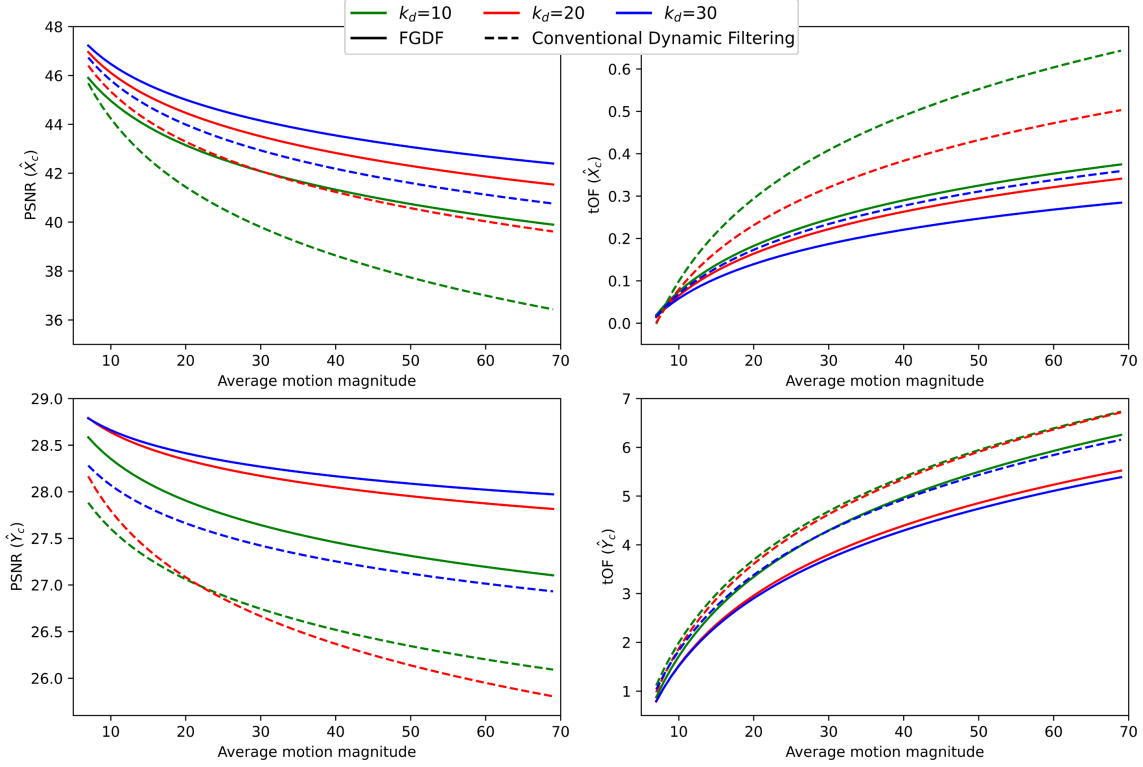 k_d=10 k_d=20 k_d=30
FGDF Conventional Dynamic Filtering
48
46
44
42
40
38
36
PSNR (X̂_c)
10 20 30 40 50 60 70
Average motion magnitude
0.6
0.5
0.4
0.3
0.2
0.1
0.0
tOF (X̂_c)
10 20 30 40 50 60 70
Average motion magnitude
29.0
28.5
28.0
27.5
27.0
26.5
26.0
PSNR (Ŷ_c)
10 20 30 40 50 60 70
Average motion magnitude
7
6
5
4
3
2
1
tOF (Ŷ_c)
10 20 30 40 50 60 70
Average motion magnitude